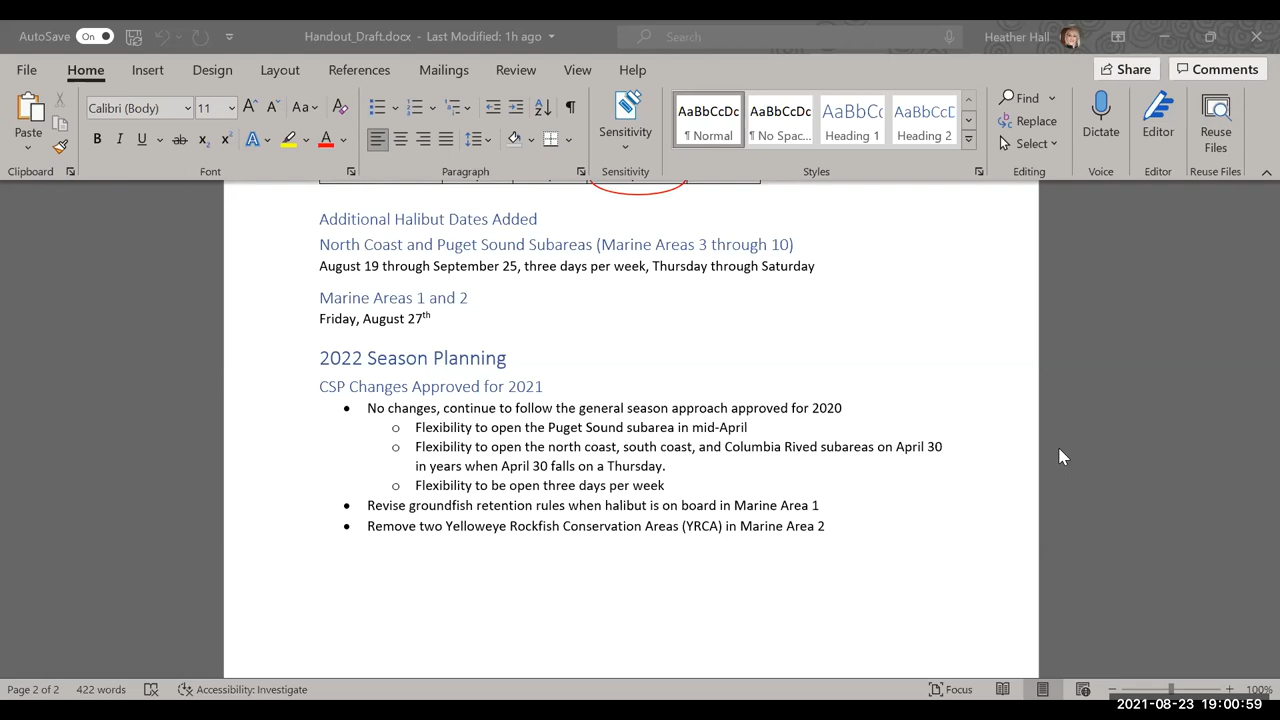 AutoSave On Handout_Draft.docx - Last Modified: 1h ago Search Heather Hall
File Home Insert Design Layout References Mailings Review View Help Share Comments
Paste Calibri (Body) 11 Aa Sensitivity AaBbCcDc ¶ Normal AaBbCcDc ¶ No Spac... AaBbCc Heading 1 AaBbCcD Heading 2 Find Replace Select Dictate Editor Reuse Files
Clipboard Font Paragraph Sensitivity Styles Editing Voice Editor Reuse Files
Additional Halibut Dates Added
North Coast and Puget Sound Subareas (Marine Areas 3 through 10)
August 19 through September 25, three days per week, Thursday through Saturday
Marine Areas 1 and 2
Friday, August 27th
2022 Season Planning
CSP Changes Approved for 2021
• No changes, continue to follow the general season approach approved for 2020
o Flexibility to open the Puget Sound subarea in mid-April
o Flexibility to open the north coast, south coast, and Columbia Rived subareas on April 30
in years when April 30 falls on a Thursday.
o Flexibility to be open three days per week
• Revise groundfish retention rules when halibut is on board in Marine Area 1
• Remove two Yelloweye Rockfish Conservation Areas (YRCA) in Marine Area 2
Page 2 of 2 422 words Accessibility: Investigate Focus 100%
2021-08-23 19:00:59